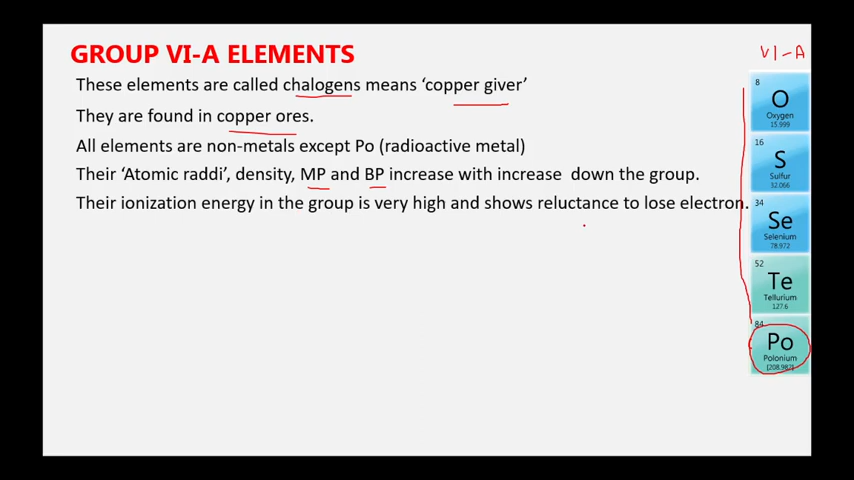 GROUP VI-A ELEMENTS
VI-A
These elements are called chalogens means ‘copper giver’
They are found in copper ores.
All elements are non-metals except Po (radioactive metal)
Their ‘Atomic raddi’, density, MP and BP increase with increase down the group.
Their ionization energy in the group is very high and shows reluctance to lose electron.
8
O
Oxygen
15.999
16
S
Sulfur
32.066
34
Se
Selenium
78.972
52
Te
Tellurium
127.6
84
Po
Polonium
[208.982]